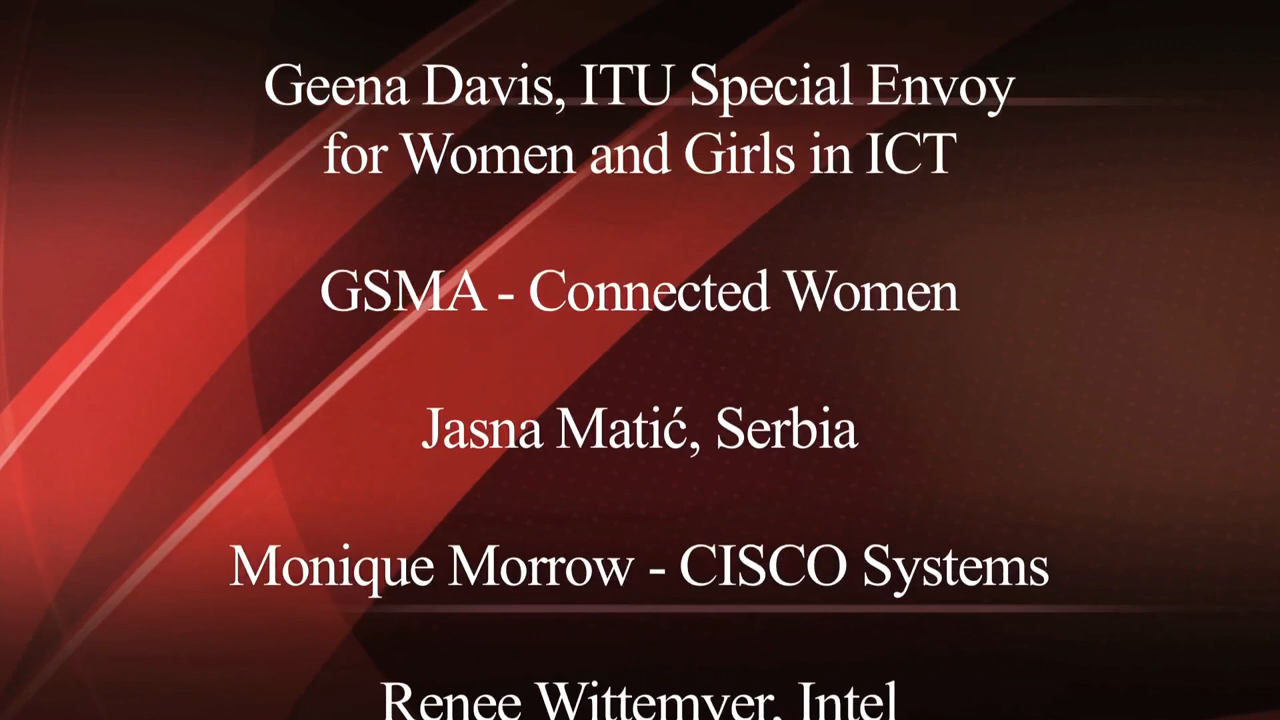 Geena Davis, ITU Special Envoy
for Women and Girls in ICT
GSMA - Connected Women
Jasna Matić, Serbia
Monique Morrow - CISCO Systems
Renee Wittemyer, Intel